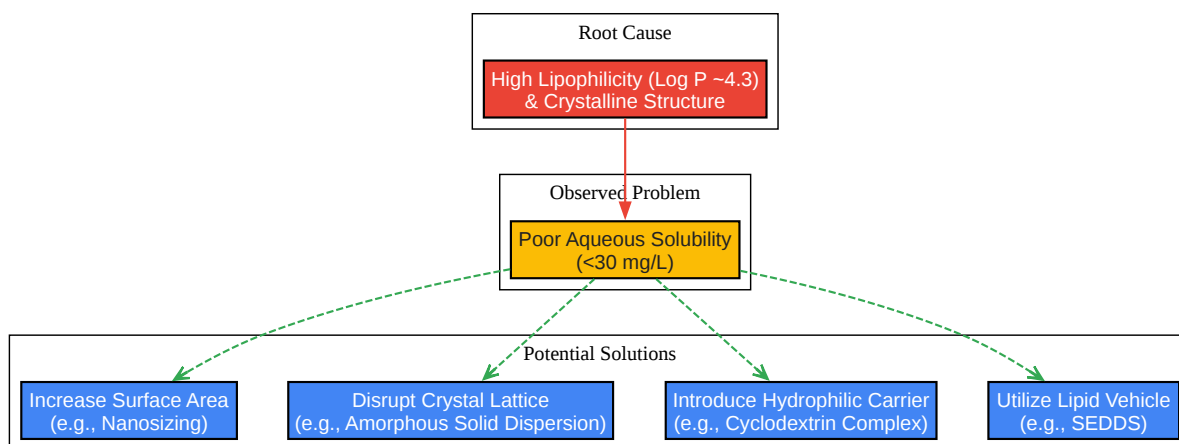 Root Cause
High Lipophilicity (Log P ~4.3)
& Crystalline Structure
Observed Problem
Poor Aqueous Solubility
(<30 mg/L)
Potential Solutions
Increase Surface Area
(e.g., Nanosizing)
Disrupt Crystal Lattice
(e.g., Amorphous Solid Dispersion)
Introduce Hydrophilic Carrier
(e.g., Cyclodextrin Complex)
Utilize Lipid Vehicle
(e.g., SEDDS)